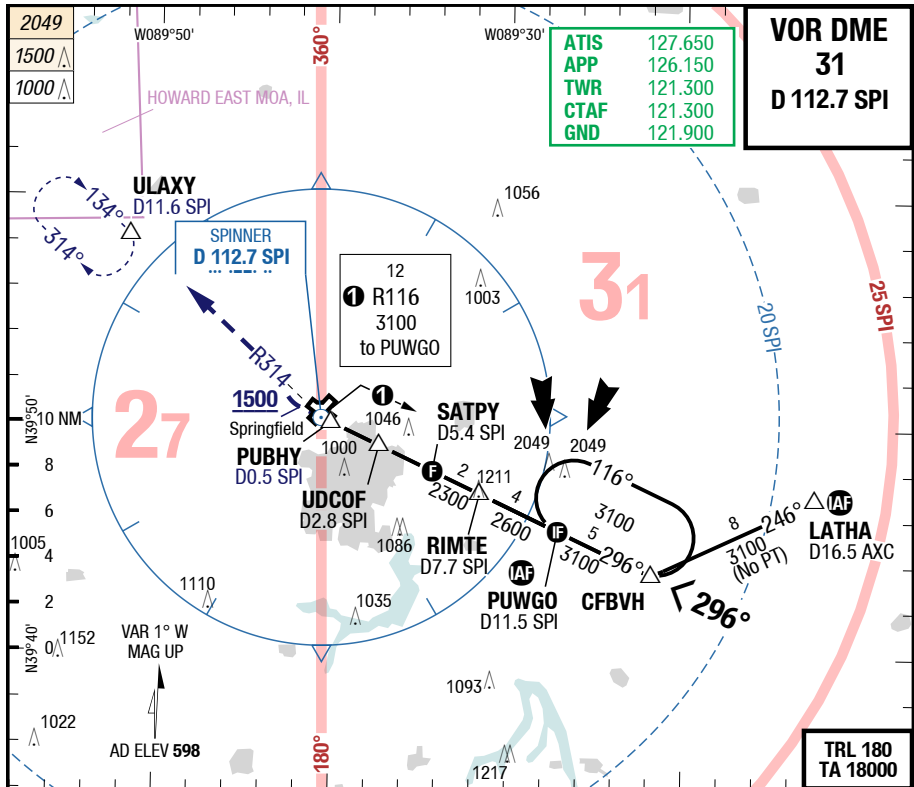 2049
1500
1000
W089°50'
360°
W089°30'
ATIS 127.650
APP 126.150
TWR 121.300
CTAF 121.300
GND 121.900
VOR DME
31
D 112.7 SPI
HOWARD EAST MOA, IL
ULAXY
D11.6 SPI
134°
314°
SPINNER
D 112.7 SPI
12
1 R116
3100
to PUWGO
1056
1003
31
25 SPI
20 SPI
R314
1500
Springfield
N39°50'
10 NM
27
PUBHY
D0.5 SPI
1
1046
1000
SATPY
D5.4 SPI
F
2049
2049
8
UDCOF
D2.8 SPI
2
2300
1211
4
2600
116°
3100
6
1086
RIMTE
D7.7 SPI
IF
5
3100
296°
8
3100
(No PT)
246°
IAF
LATHA
D16.5 AXC
4
1005
IAF
PUWGO
D11.5 SPI
CFBVH
296°
2
1110
1035
0
N39°40'
1152
VAR 1° W
MAG UP
1093
1022
AD ELEV 598
180°
1217
TRL 180
TA 18000